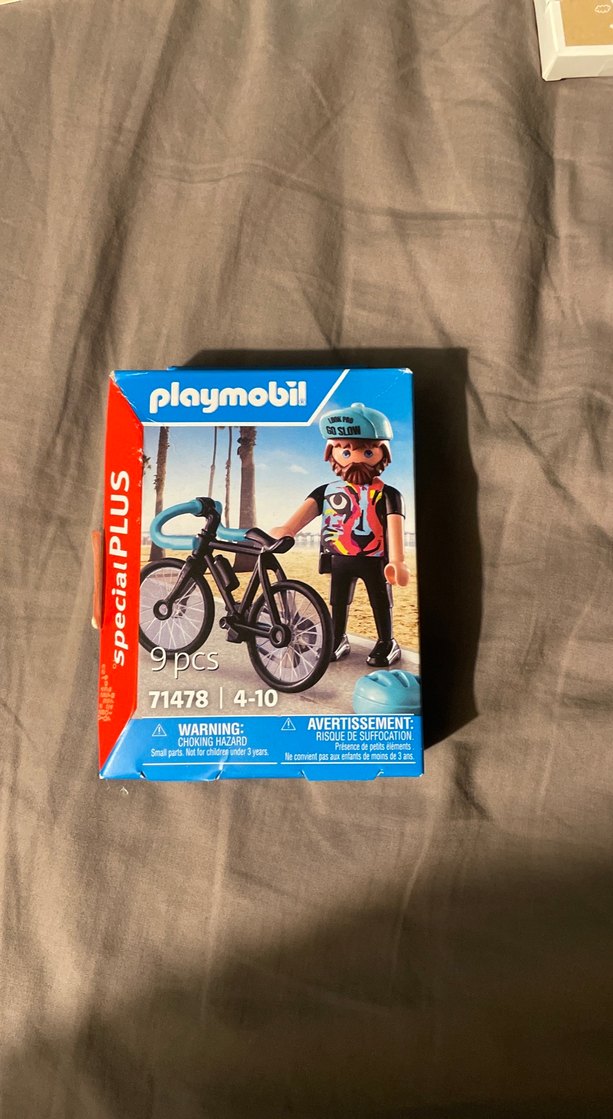 playmobil
specialPLUS
LOOK PRO
GO SLOW
9 pcs
71478 | 4-10
WARNING:
CHOKING HAZARD
Small parts. Not for children under 3 years.
AVERTISSEMENT:
RISQUE DE SUFFOCATION.
Présence de petits éléments
Ne convient pas aux enfants de moins de 3 ans.